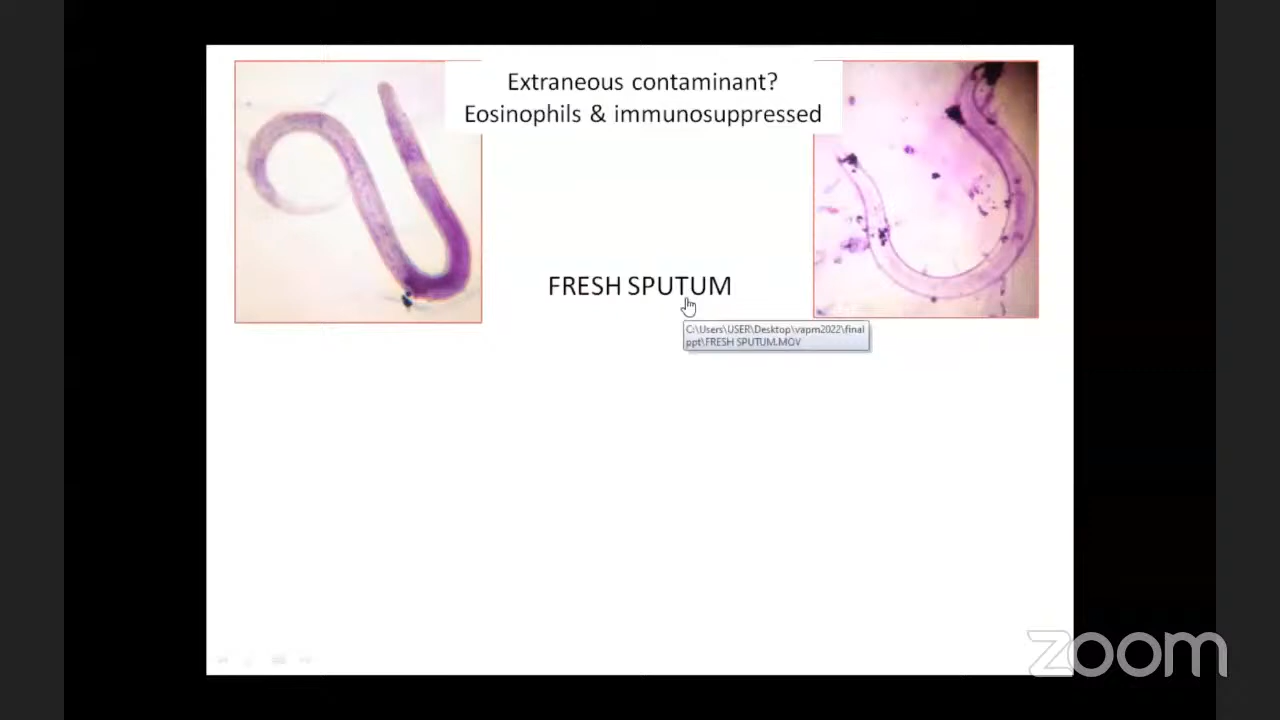 Extraneous contaminant?
Eosinophils & immunosuppressed
FRESH SPUTUM
C:\Users\USER\Desktop\vapm2022\final
ppt\FRESH SPUTUM.MOV
zoom